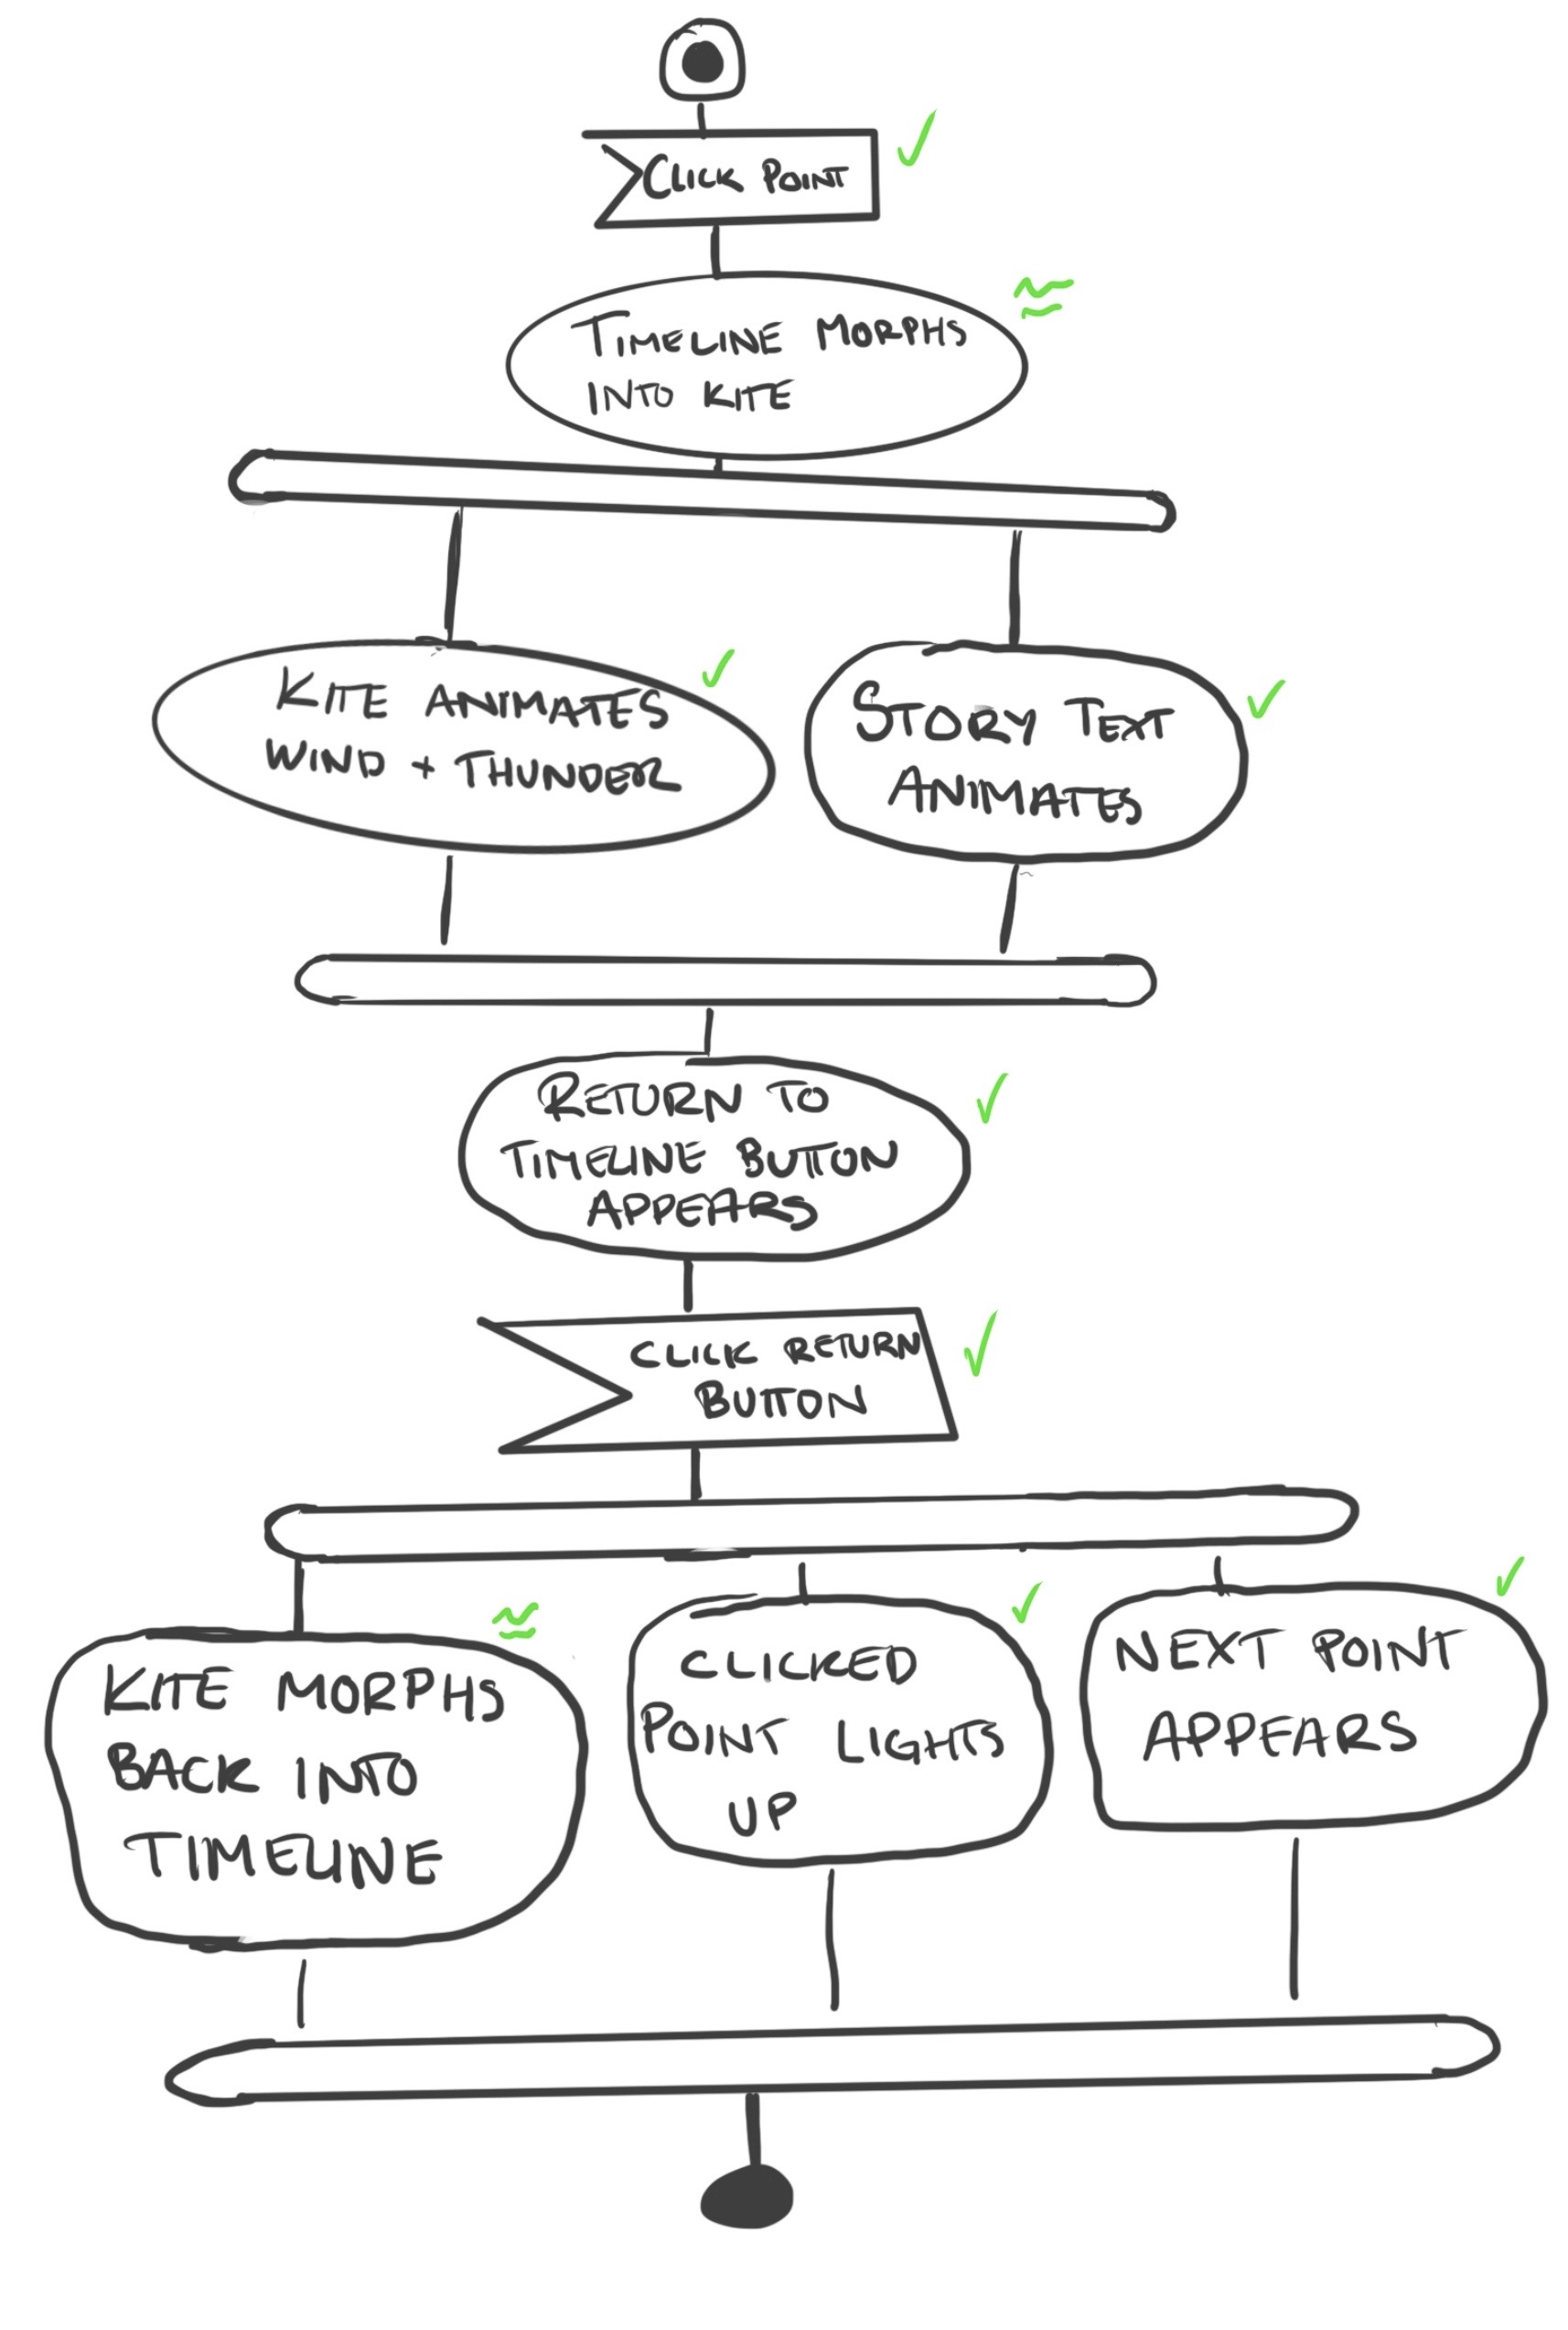 CLICK POINT
TIMELINE MORPHS
INTO KITE
KITE ANIMATES
WIND + THUNDER
STORY TEXT
ANIMATES
RETURN TO
TIMELINE BUTTON
APPEARS
CLICK RETURN
BUTTON
KITE MORPHS
BACK INTO
TIMELINE
CLICKED
POINT LIGHTS
UP
NEXT POINT
APPEARS